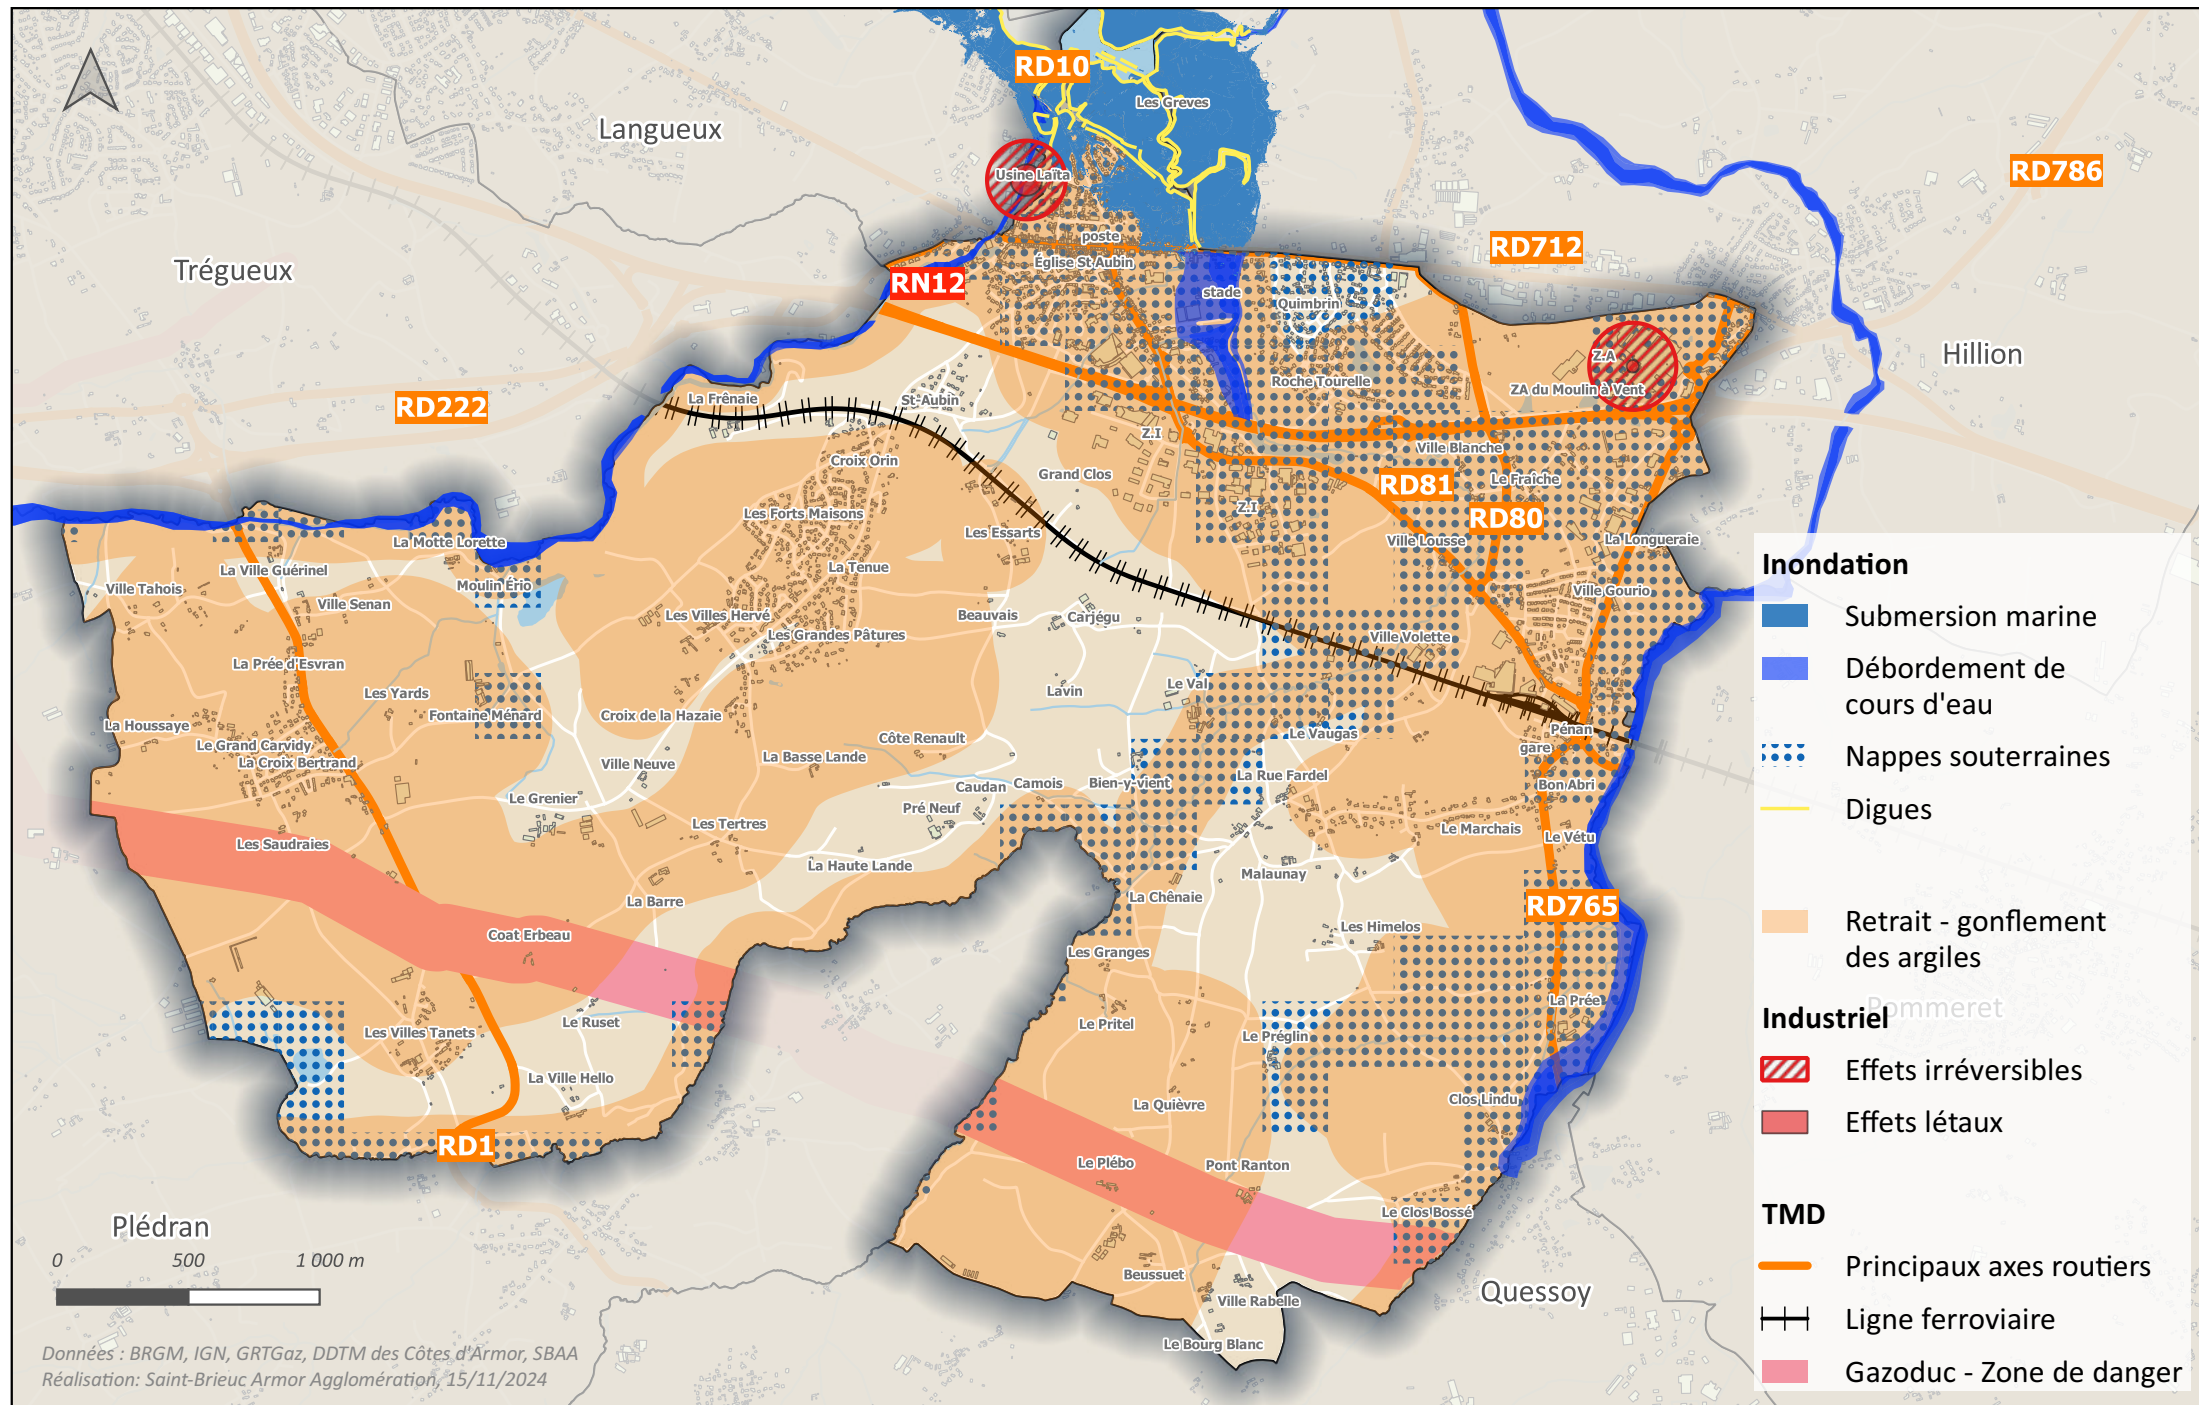 RD10
Les Greves
Langueux
RD786
Usine Laïta
poste
RD712
Église St Aubin
Trégueux
RN12
stade
Quimbrin
Hillion
Z.A
ZA du Moulin à Vent
Roche Tourelle
RD222
La Frênaie
St-Aubin
Z.I
Ville Blanche
Croix Orin
Grand Clos
Le Fraiche
RD81
Z.I
Les Forts Maisons
RD80
Les Essarts
La Motte Lorette
Ville Lousse
La Longueraie
La Ville Guérinel
La Tenue
Moulin Ério
Ville Tahois
Ville Gourio
Ville Senan
Les Villes Hervé
Beauvais
Carjégu
Les Grandes Pâtures
Ville Volette
La Prée d'Esvran
Les Yards
Lavin
Le Val
Fontaine Ménard
Croix de la Hazaie
La Houssaye
Pénan
Le Vaugas
Côte Renault
Le Grand Carvidy
gare
La Croix Bertrand
Ville Neuve
La Basse Lande
La Rue Fardel
Caudan
Camois
Bien-y-vient
Bon Abri
Le Grenier
Pré Neuf
Les Tertres
Le Marchais
Le Vétu
Les Saudraies
La Haute Lande
Malaunay
La Barre
La Chênaie
RD765
Coat Erbeau
Les Himelos
Les Granges
La Prée
Le Ruset
Le Pritel
Les Villes Tanets
Le Préglin
La Ville Hello
La Quièvre
Clos Lindu
RD1
Le Plébo
Pont Ranton
Le Clos Bossé
Plédran
Beussuet
Quessoy
Ville Rabelle
Le Bourg Blanc
0 500 1 000 m
Données : BRGM, IGN, GRTGaz, DDTM des Côtes d'Armor, SBAA
Réalisation: Saint-Brieuc Armor Agglomération, 15/11/2024
Inondation
Submersion marine
Débordement de
cours d'eau
Nappes souterraines
Digues
Retrait - gonflement
des argiles
Pommeret
Industriel
Effets irréversibles
Effets létaux
TMD
Principaux axes routiers
Ligne ferroviaire
Gazoduc - Zone de danger